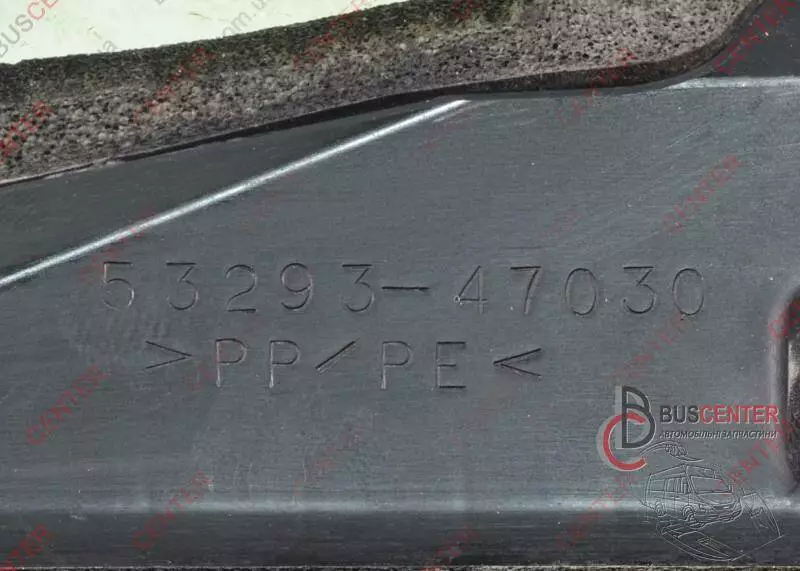 53293-47030
>PP/PE<
BUSCENTER
АВТОМОБІЛЬНІ ЗАПЧАСТИНИ